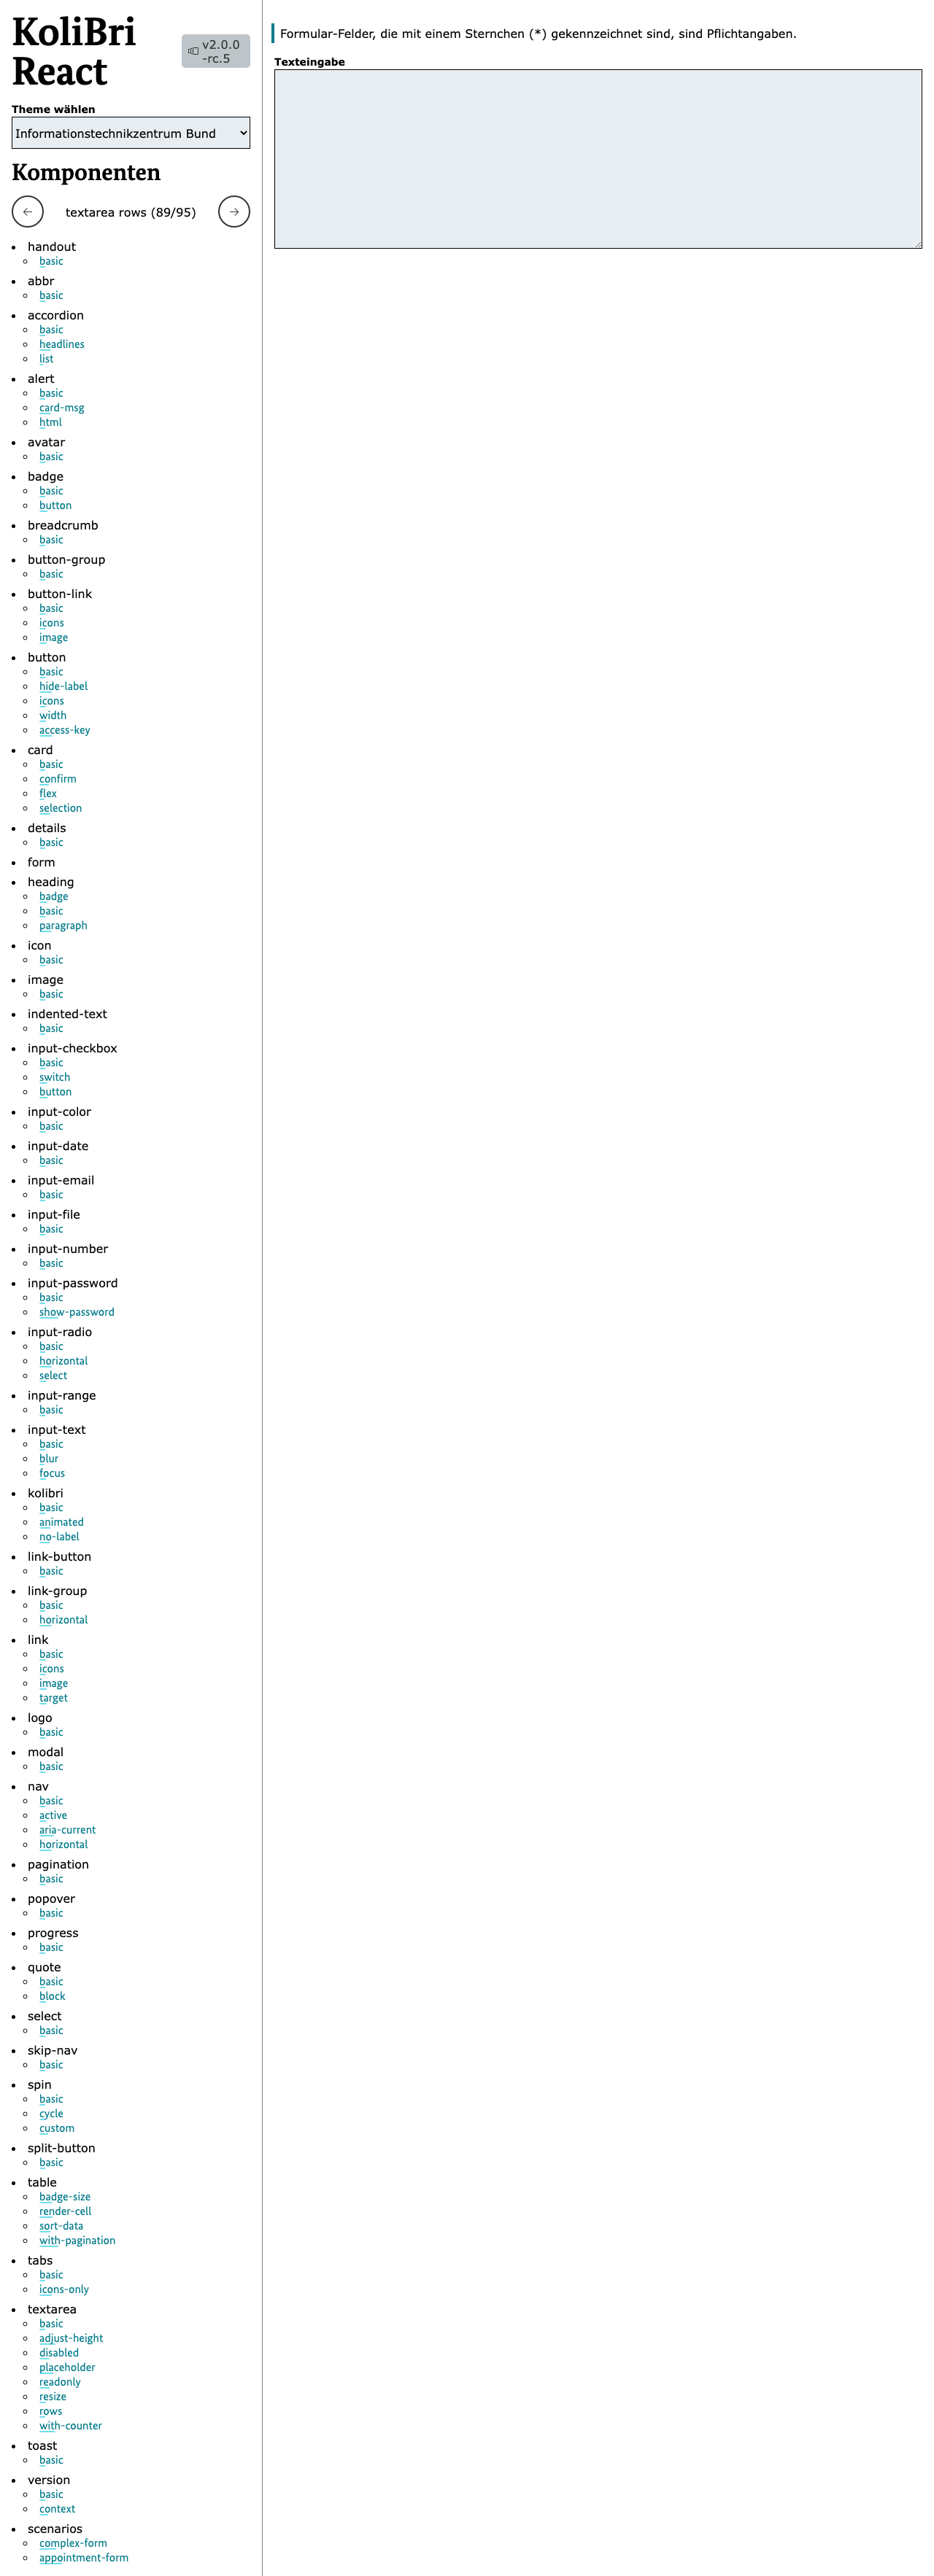 KoliBri
React
v2.0.0
-rc.5
Theme wählen
Informationstechnikzentrum Bund
Komponenten
textarea rows (89/95)
handout
basic
abbr
basic
accordion
basic
headlines
list
alert
basic
card-msg
html
avatar
basic
badge
basic
button
breadcrumb
basic
button-group
basic
button-link
basic
icons
image
button
basic
hide-label
icons
width
access-key
card
basic
confirm
flex
selection
details
basic
form
heading
badge
basic
paragraph
icon
basic
image
basic
indented-text
basic
input-checkbox
basic
switch
button
input-color
basic
input-date
basic
input-email
basic
input-file
basic
input-number
basic
input-password
basic
show-password
input-radio
basic
horizontal
select
input-range
basic
input-text
basic
blur
focus
kolibri
basic
animated
no-label
link-button
basic
link-group
basic
horizontal
link
basic
icons
image
target
logo
basic
modal
basic
nav
basic
active
aria-current
horizontal
pagination
basic
popover
basic
progress
basic
quote
basic
block
select
basic
skip-nav
basic
spin
basic
cycle
custom
split-button
basic
table
badge-size
render-cell
sort-data
with-pagination
tabs
basic
icons-only
textarea
basic
adjust-height
disabled
placeholder
readonly
resize
rows
with-counter
toast
basic
version
basic
context
scenarios
complex-form
appointment-form
Formular-Felder, die mit einem Sternchen (*) gekennzeichnet sind, sind Pflichtangaben.
Texteingabe